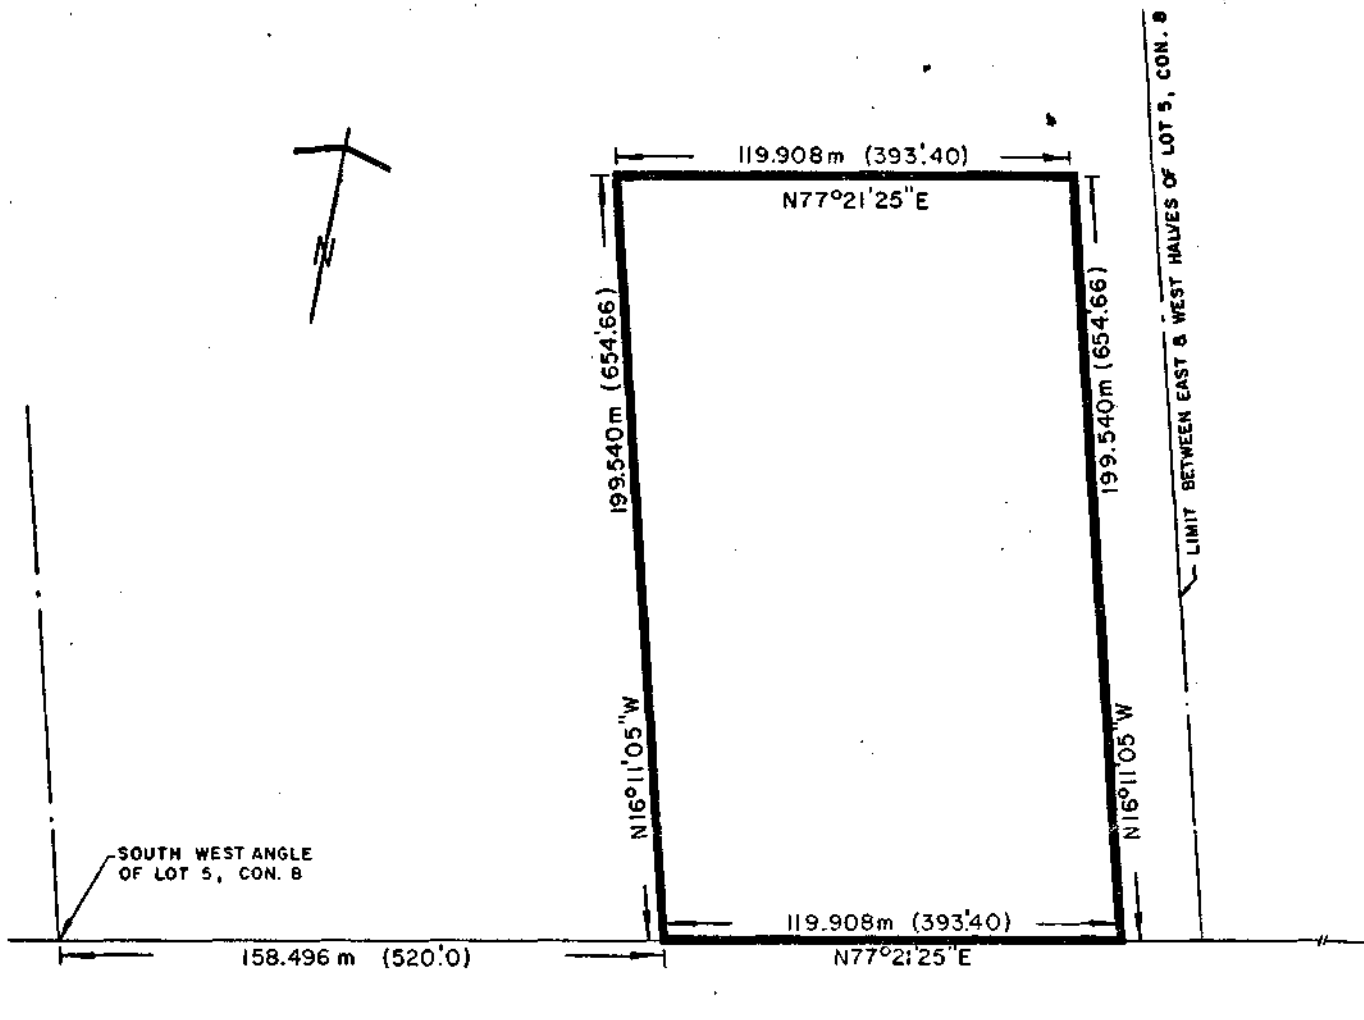 119.908m (393'.40)
N77°21'25"E
N
199.540m (654'.66)
199.540m (654'.66)
LIMIT BETWEEN EAST & WEST HALVES OF LOT 5, CON. 8
N16°11'05"W
N16°11'05"W
SOUTH WEST ANGLE
OF LOT 5, CON. 8
119.908m (393'.40)
158.496 m (520'.0)
N77°21'25"E